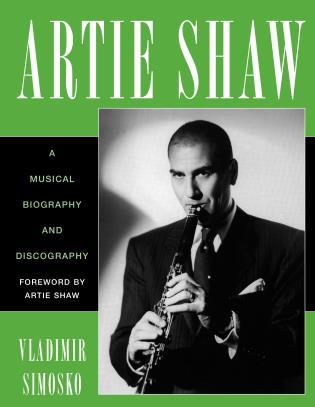 ARTIE SHAW
A
MUSICAL
BIOGRAPHY
AND
DISCOGRAPHY
FOREWORD BY
ARTIE SHAW
VLADIMIR
SIMOSKO